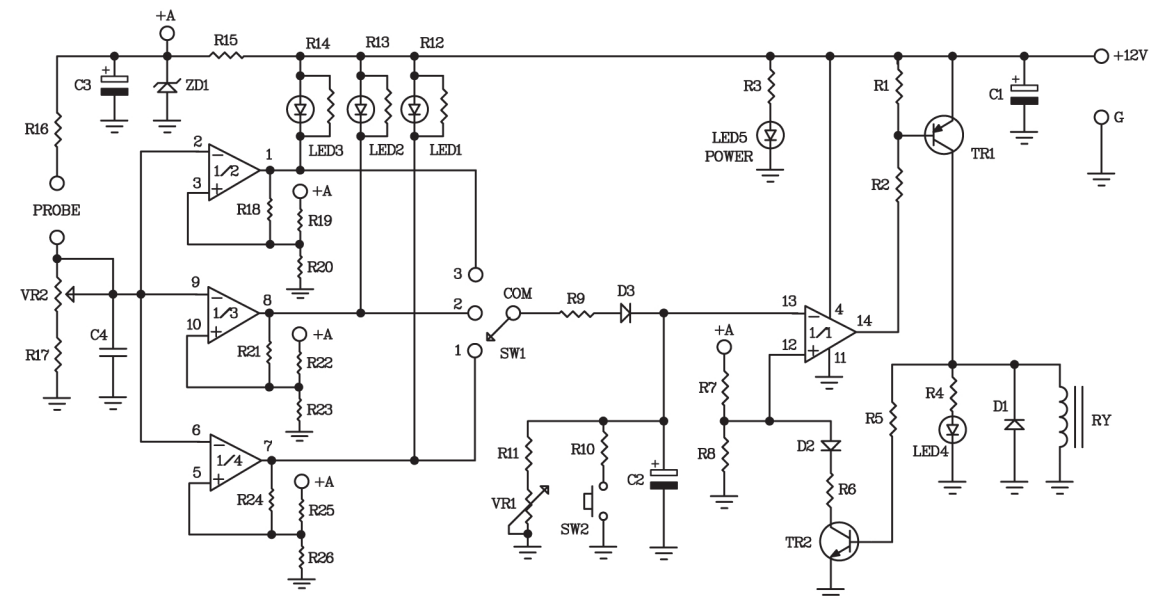 +A
R15
R14
R13
R12
+12V
C3
+
ZD1
R3
R1
C1
+
G
R16
LED5
POWER
TR1
LED3
LED2
LED1
2
−
1/2
1
3
+
R2
PROBE
R18
+A
R19
R20
3
VR2
9
−
1/3
8
2
COM
R9
D3
13
−
1/1
4
14
10
+
12
+
11
C4
R17
R21
+A
R22
R23
1
SW1
+A
R7
R5
R4
D1
RY
LED4
6
−
1/4
7
5
+
R11
R10
C2
+
R8
D2
R24
+A
R25
R26
VR1
SW2
R6
TR2